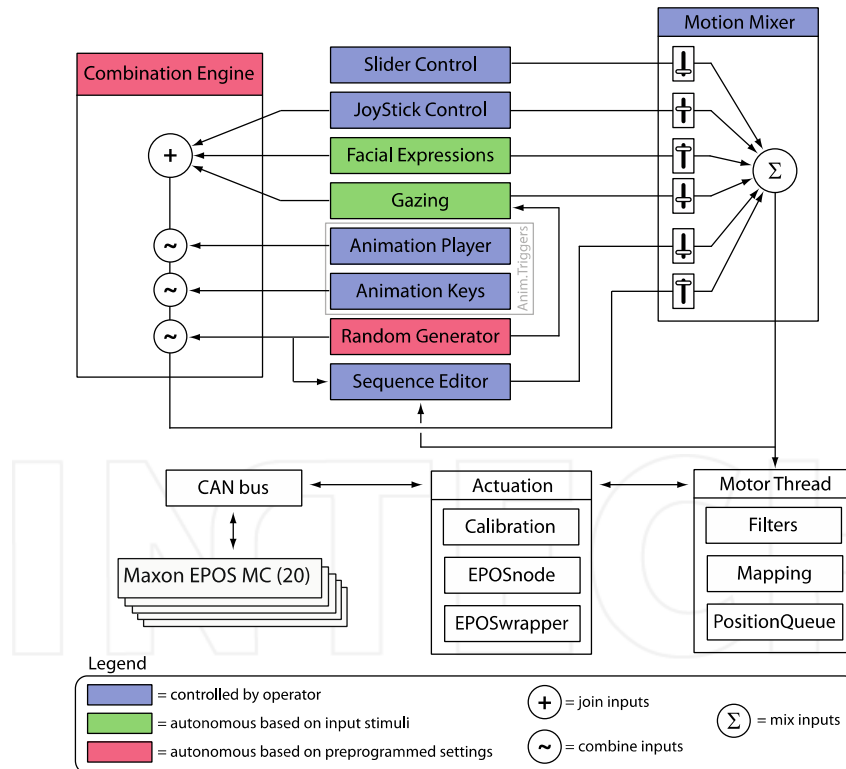 Motion Mixer
Combination Engine
Slider Control
JoyStick Control
+
Facial Expressions
Σ
Gazing
~
Animation Player
Anim.Triggers
~
Animation Keys
~
Random Generator
Sequence Editor
CAN bus
Actuation
Motor Thread
Calibration
Filters
Maxon EPOS MC (20)
EPOSnode
Mapping
EPOSwrapper
PositionQueue
INTECH
Legend
= controlled by operator
= autonomous based on input stimuli
= autonomous based on preprogrammed settings
+ = join inputs
~ = combine inputs
Σ = mix inputs